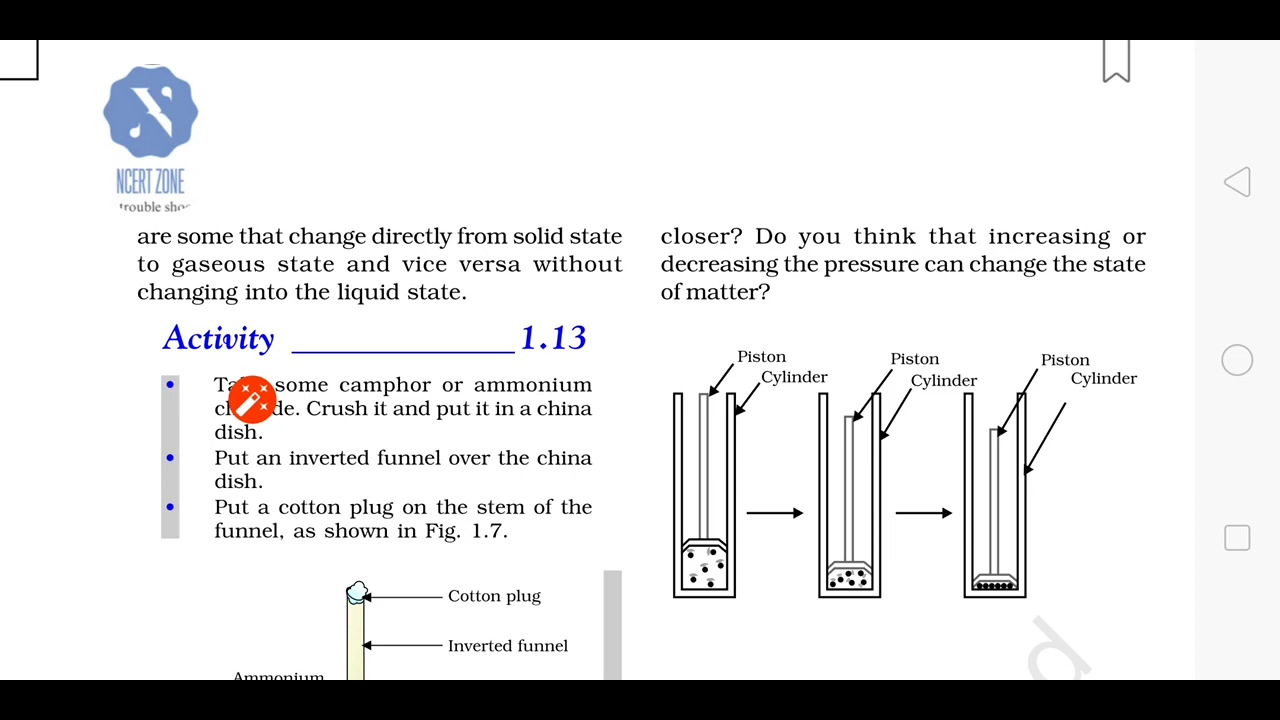 NCERT ZONE
are some that change directly from solid state
to gaseous state and vice versa without
changing into the liquid state.
Activity 1.13
• some camphor or ammonium
Crush it and put it in a china
dish.
• Put an inverted funnel over the china
dish.
• Put a cotton plug on the stem of the
funnel, as shown in Fig. 1.7.
Cotton plug
Inverted funnel
Ammonium
closer? Do you think that increasing or
decreasing the pressure can change the state
of matter?
Piston
Cylinder
Piston
Cylinder
Piston
Cylinder
d